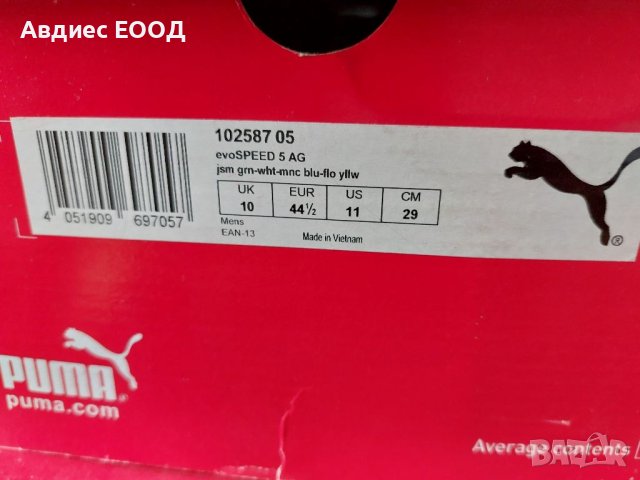 Авдиес ЕООД
102587 05
evoSPEED 5 AG
jsm grn-wht-mnc blu-flo yllw
UK EUR US CM
10 44½ 11 29
Mens
EAN-13 Made in Vietnam
4 051909 697057
®
PUMA
puma.com
Average contents
BAZAR